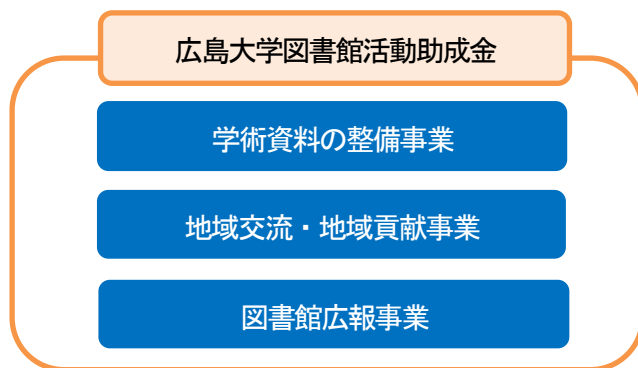 広島大学図書館活動助成金
学術資料の整備事業
地域交流・地域貢献事業
図書館広報事業